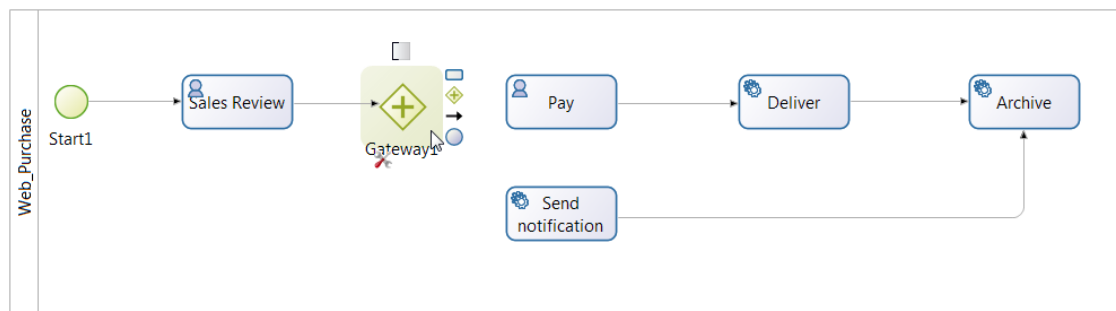 Web_Purchase
Start1
Sales Review
Gateway1
Pay
Deliver
Archive
Send
notification